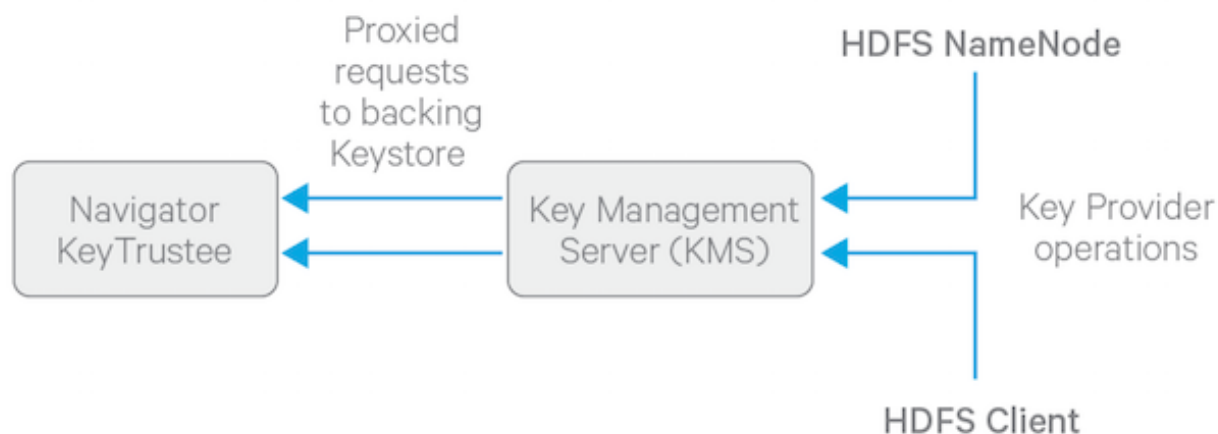 Proxied
requests
to backing
Keystore
HDFS NameNode
Navigator
KeyTrustee
Key Management
Server (KMS)
Key Provider
operations
HDFS Client